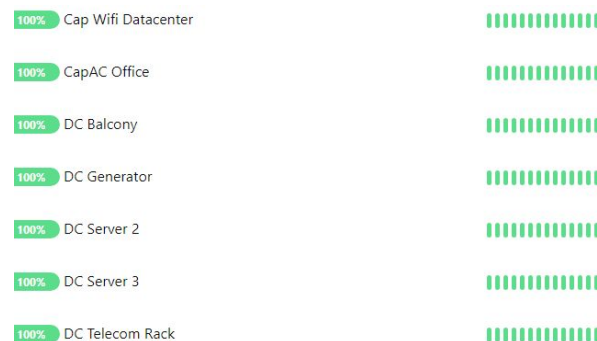 100% Cap Wifi Datacenter
100% CapAC Office
100% DC Balcony
100% DC Generator
100% DC Server 2
100% DC Server 3
100% DC Telecom Rack